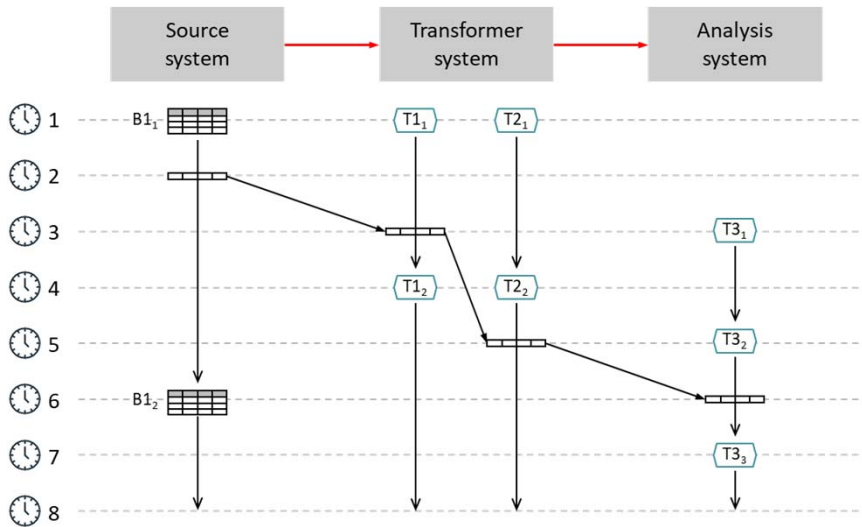 Source
system
Transformer
system
Analysis
system
1 B1₁ T1₁ T2₁
2
3 T3₁
4 T1₂ T2₂
5 T3₂
6 B1₂
7 T3₃
8